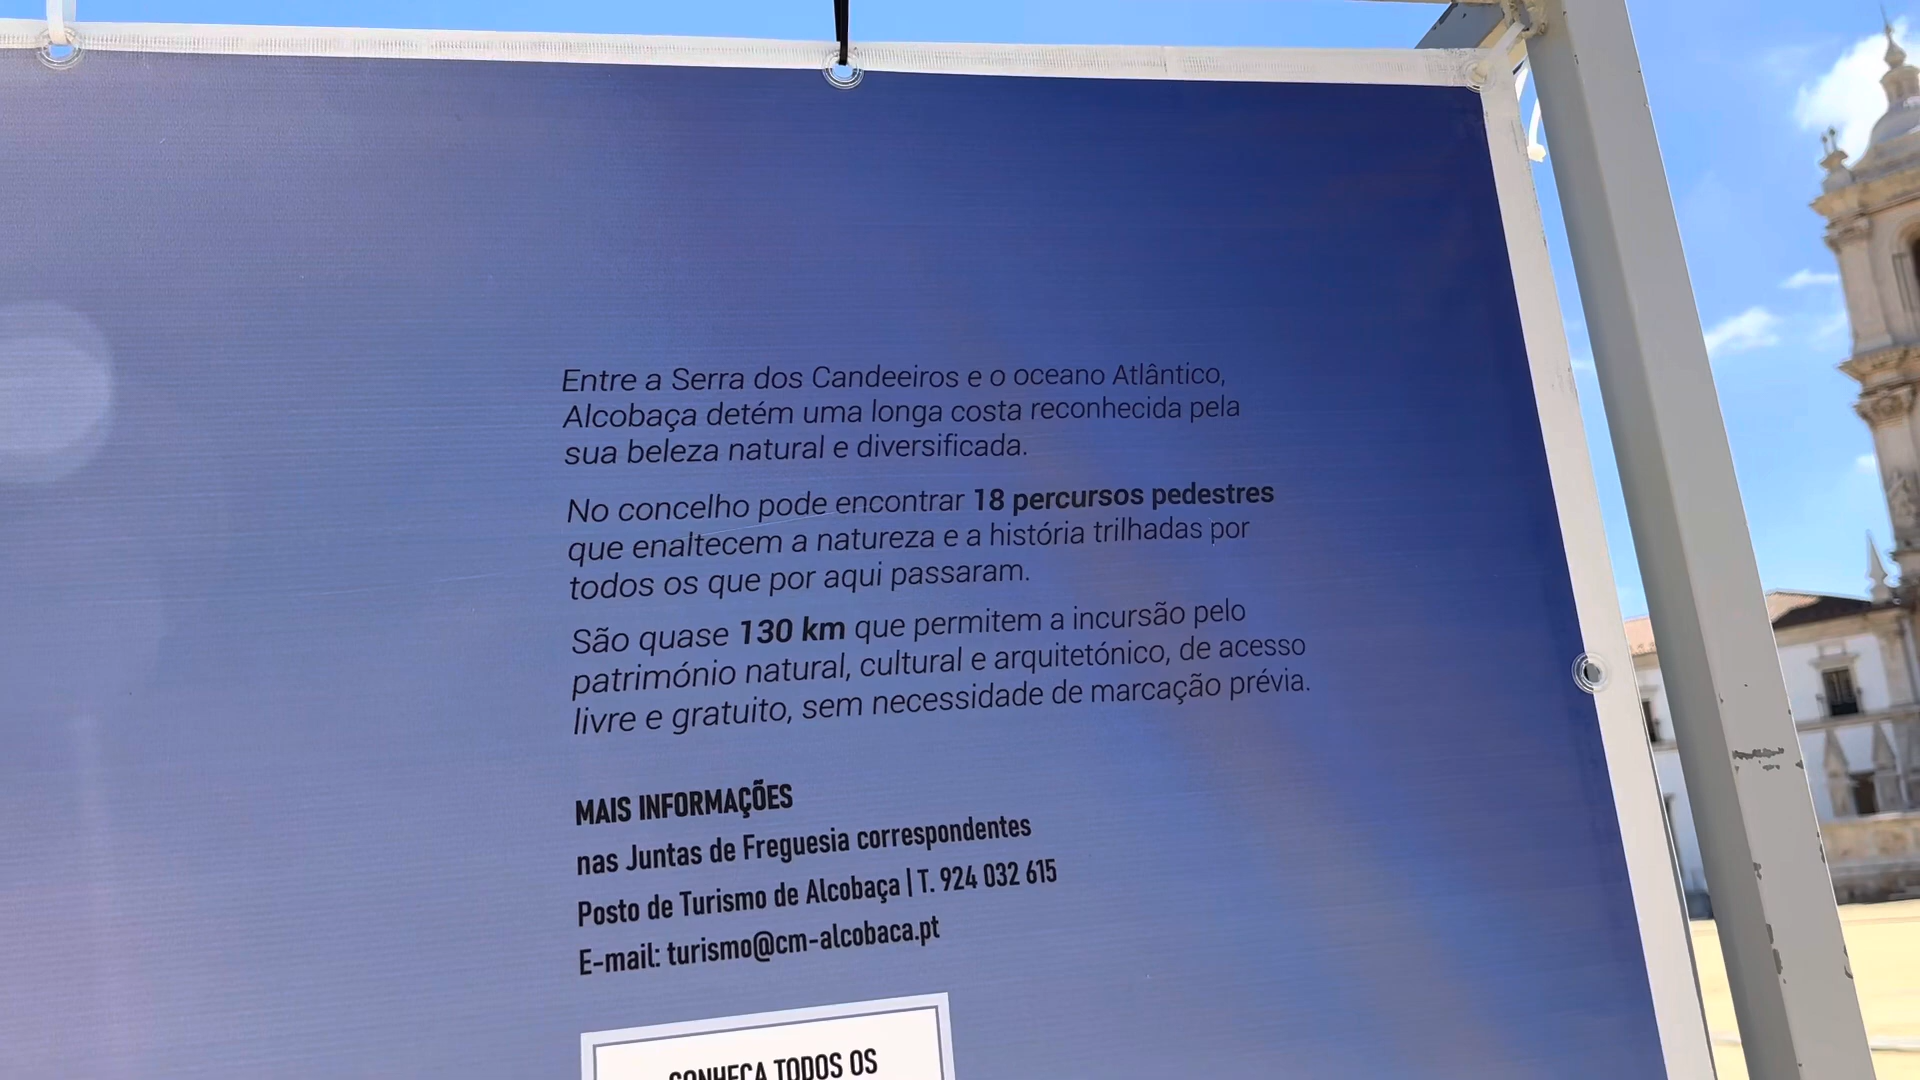 Entre a Serra dos Candeeiros e o oceano Atlântico,
Alcobaça detém uma longa costa reconhecida pela
sua beleza natural e diversificada.
No concelho pode encontrar 18 percursos pedestres
que enaltecem a natureza e a história trilhadas por
todos os que por aqui passaram.
São quase 130 km que permitem a incursão pelo
património natural, cultural e arquitetónico, de acesso
livre e gratuito, sem necessidade de marcação prévia.
MAIS INFORMAÇÕES
nas Juntas de Freguesia correspondentes
Posto de Turismo de Alcobaça | T. 924 032 615
E-mail: turismo@cm-alcobaca.pt
CONHEÇA TODOS OS